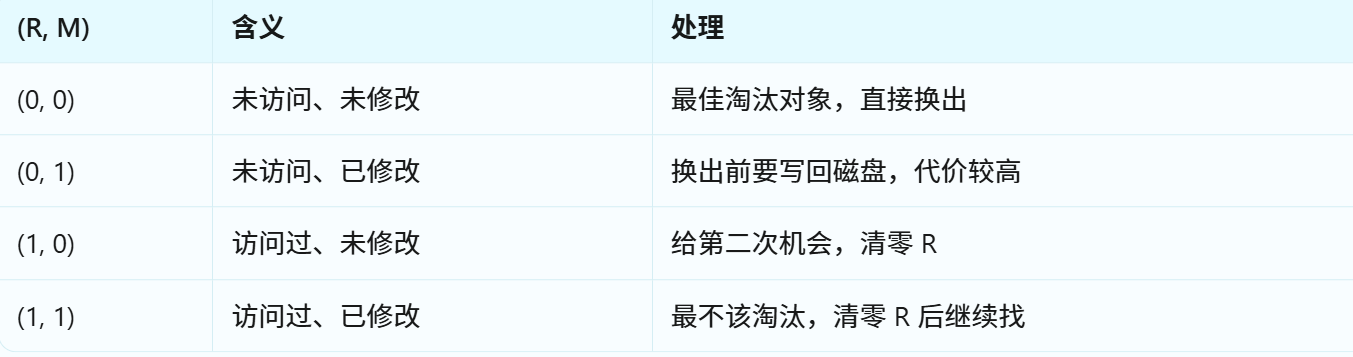 (R, M) 含义 处理
(0, 0) 未访问、未修改 最佳淘汰对象，直接换出
(0, 1) 未访问、已修改 换出前要写回磁盘，代价较高
(1, 0) 访问过、未修改 给第二次机会，清零 R
(1, 1) 访问过、已修改 最不该淘汰，清零 R 后继续找